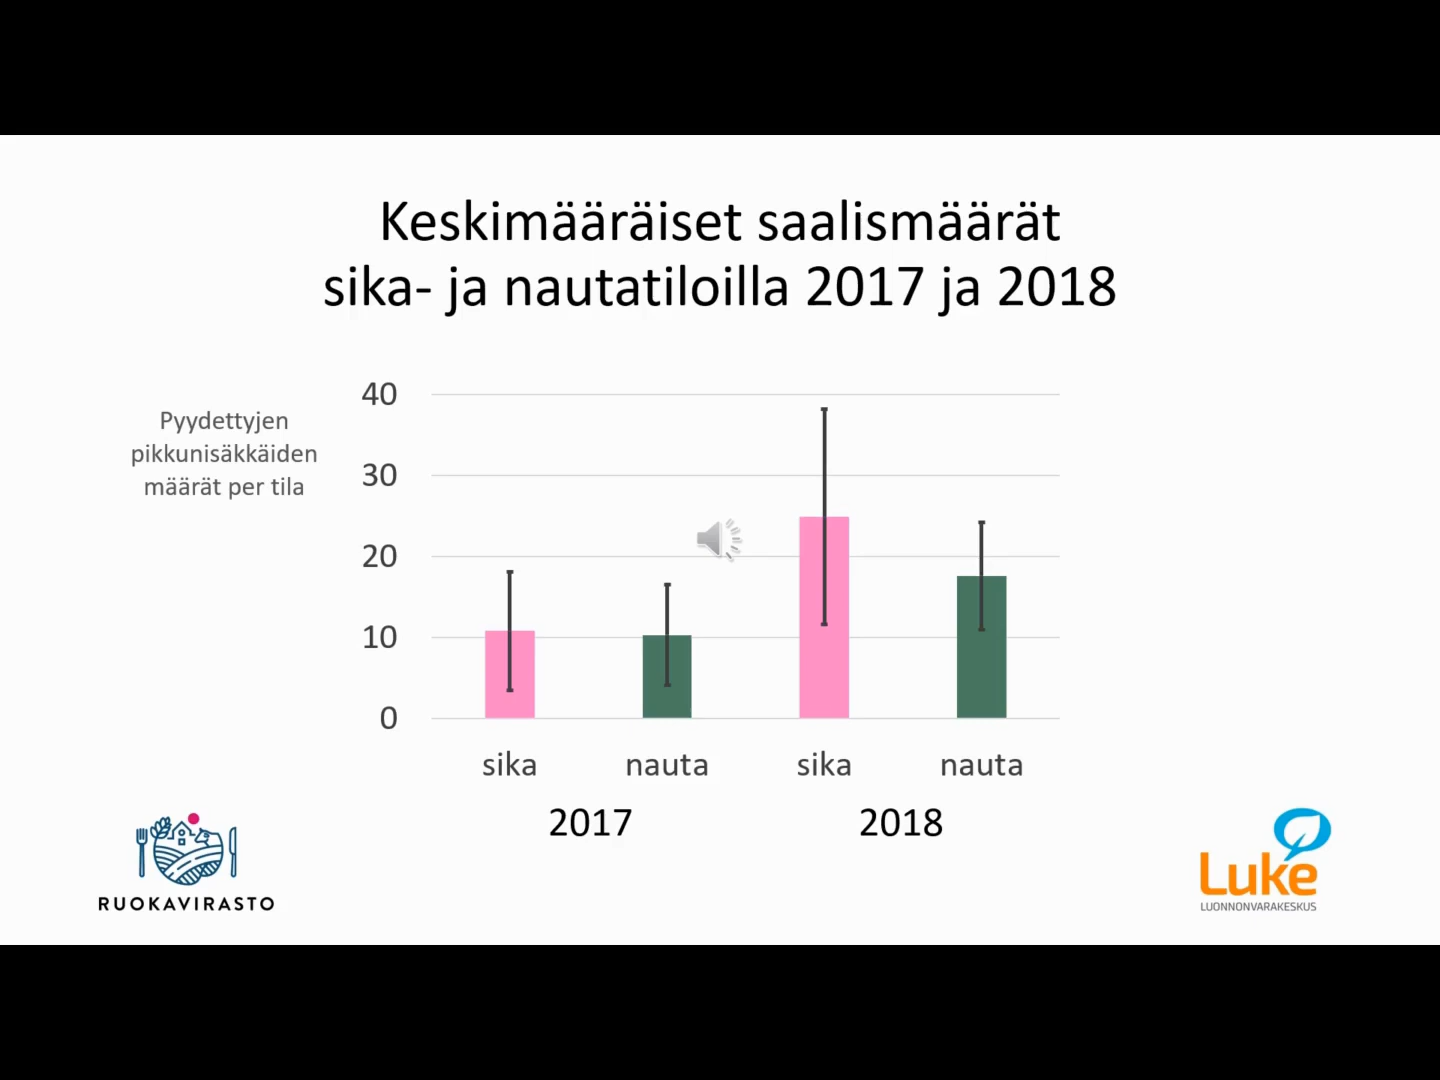 Keskimääräiset saalismäärät
sika- ja nautatiloilla 2017 ja 2018
Pyydettyjen
pikkunisäkkäiden
määrät per tila
40
30
20
10
0
sika nauta sika nauta
2017 2018
RUOKAVIRASTO
Luke
LUONNONVARAKESKUS